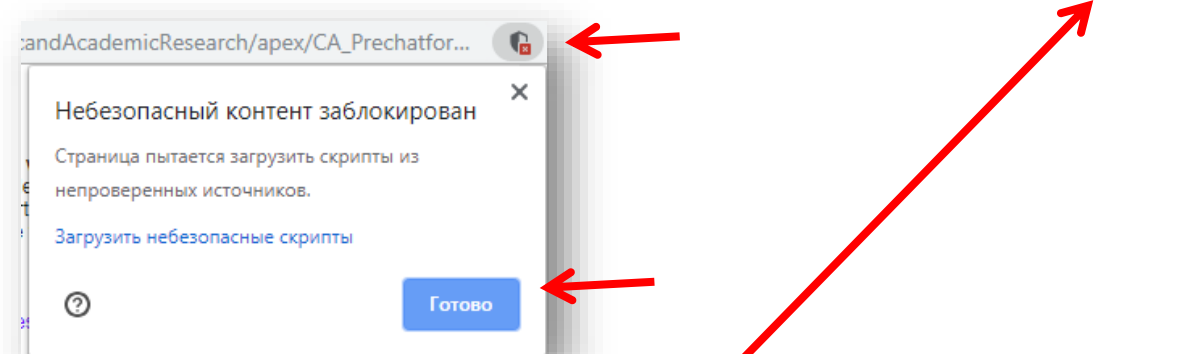 candAcademicResearch/apex/CA_Prechatfor...
Небезопасный контент заблокирован
Страница пытается загрузить скрипты из
непроверенных источников.
Загрузить небезопасные скрипты
Готово